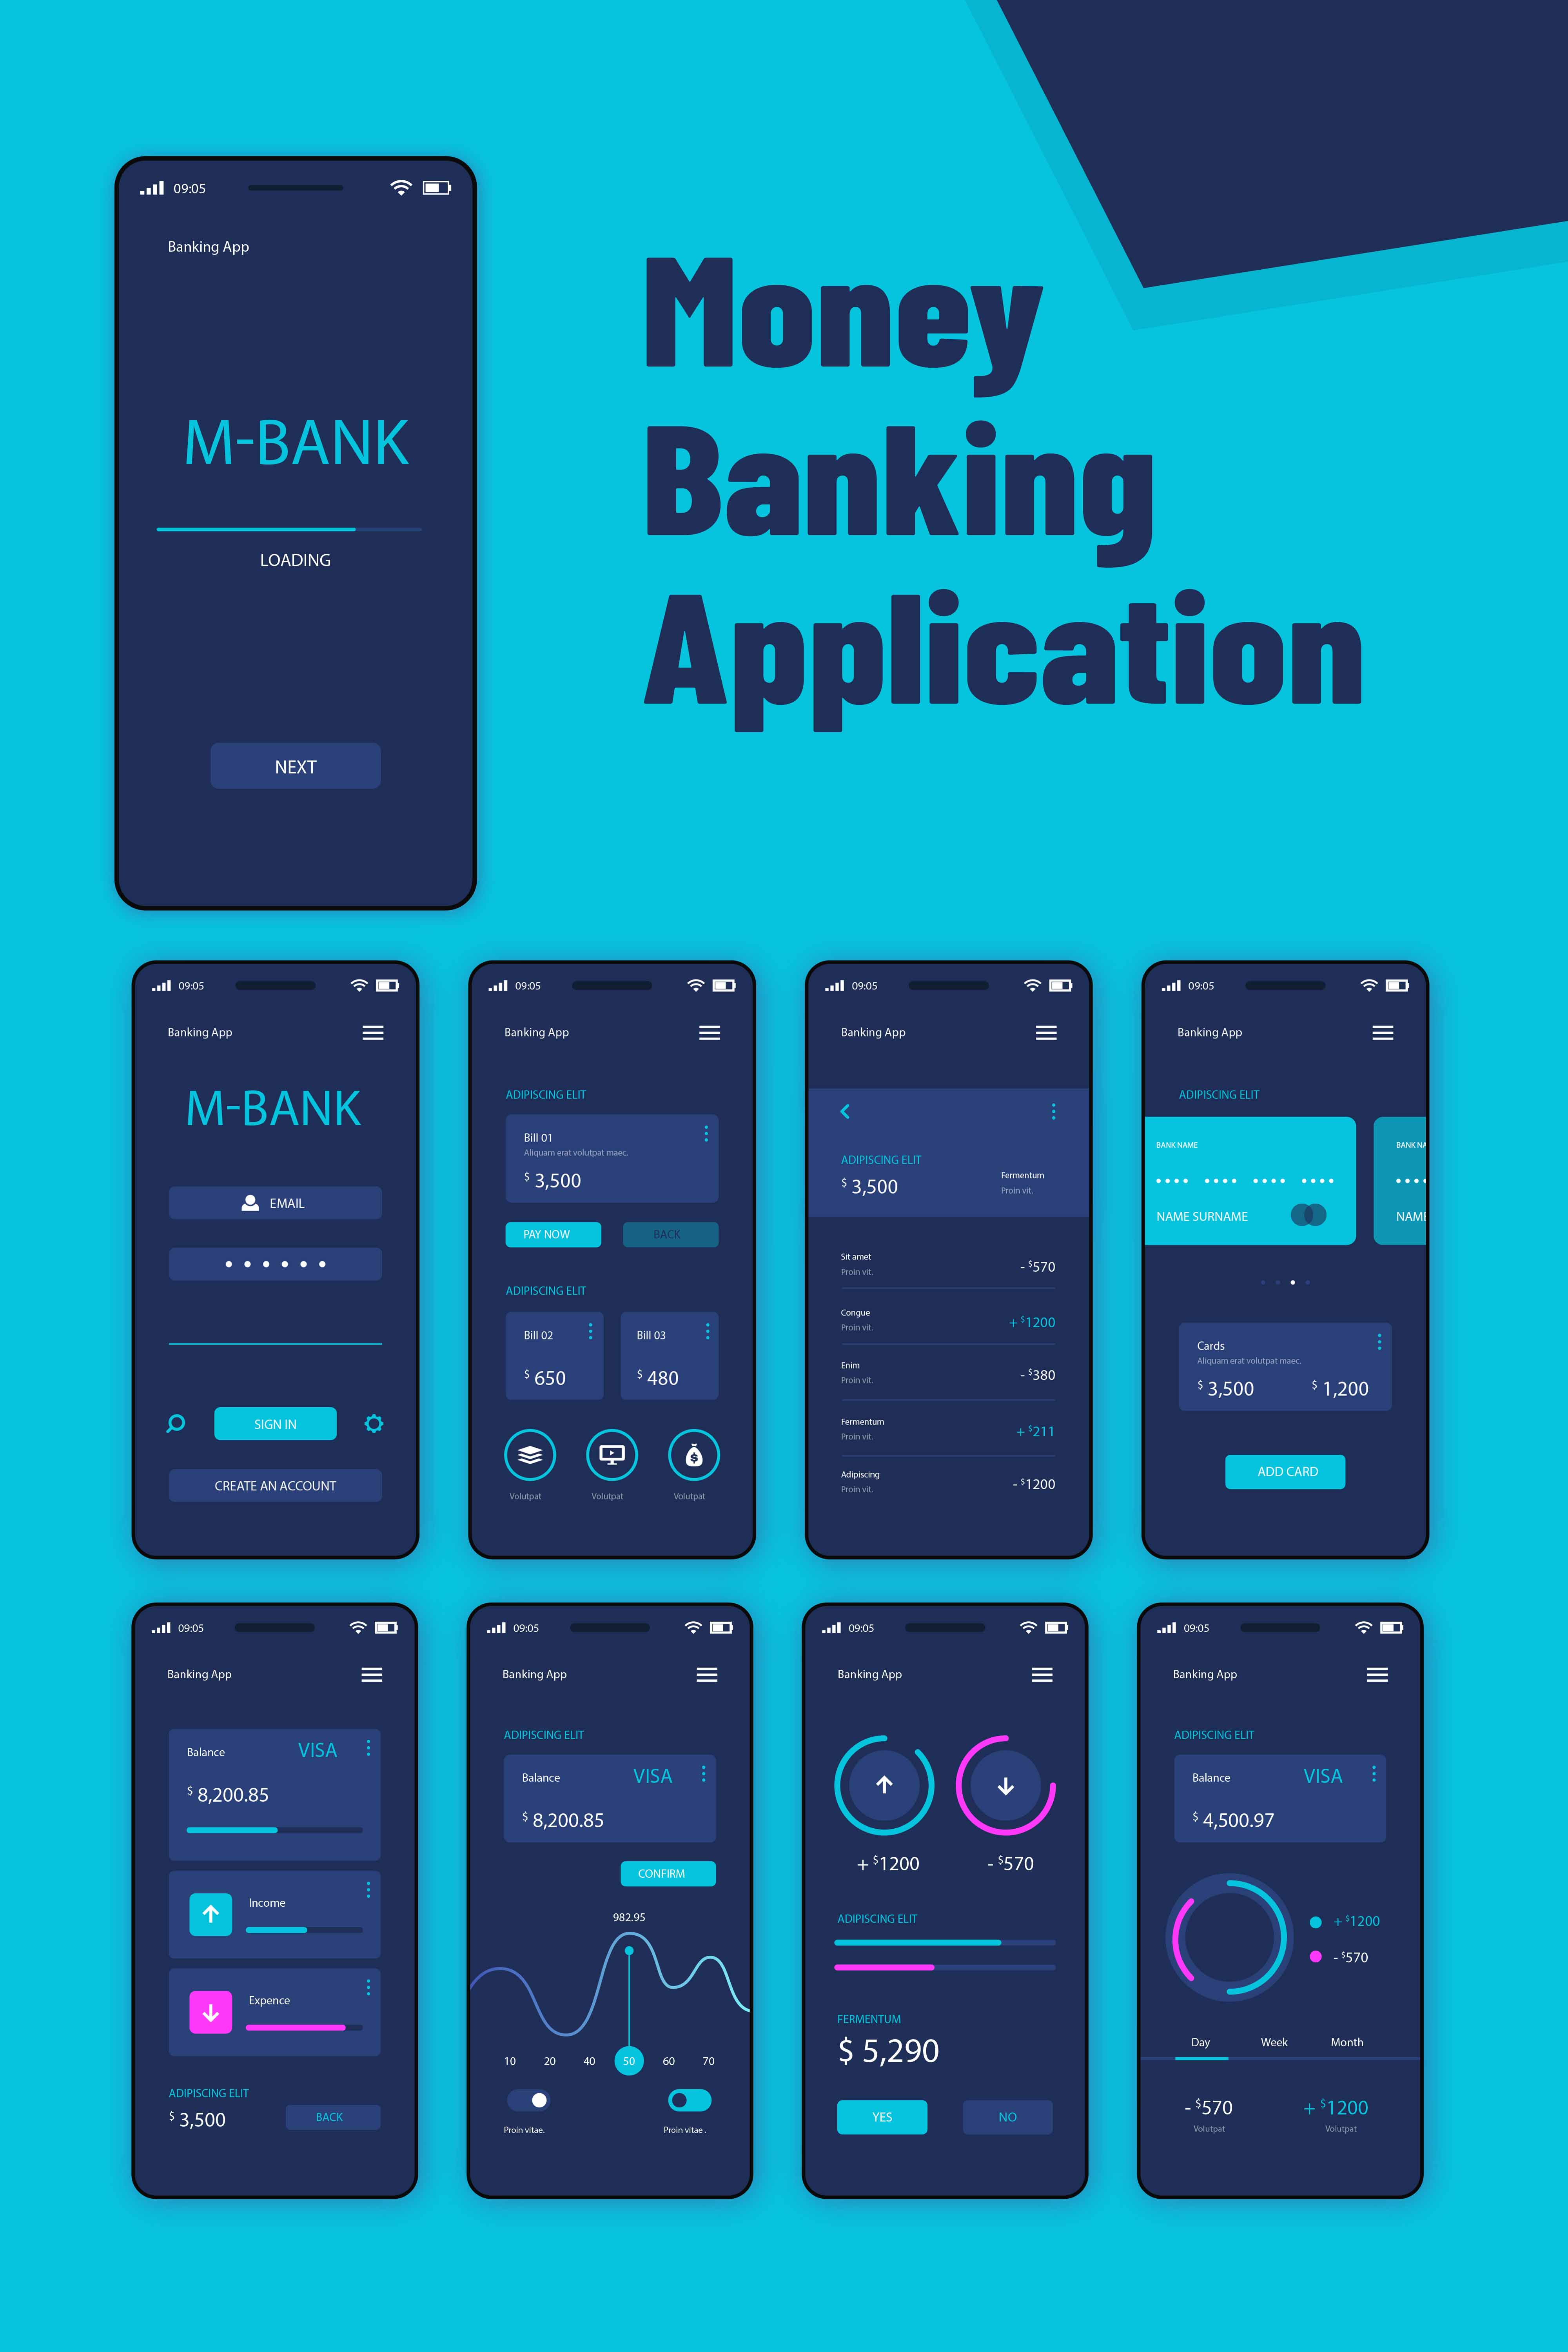 09:05
Banking App
M-BANK
LOADING
NEXT
Money
Banking
Application
09:05
Banking App
M-BANK
EMAIL
SIGN IN
CREATE AN ACCOUNT
09:05
Banking App
ADIPISCING ELIT
Bill 01
Aliquam erat volutpat maec.
$ 3,500
PAY NOW BACK
ADIPISCING ELIT
Bill 02 Bill 03
$ 650 $ 480
Volutpat Volutpat Volutpat
09:05
Banking App
ADIPISCING ELIT
$ 3,500
Fermentum
Proin vit.
Sit amet
Proin vit.
- $570
Congue
Proin vit.
+ $1200
Enim
Proin vit.
- $380
Fermentum
Proin vit.
+ $211
Adipiscing
Proin vit.
- $1200
09:05
Banking App
ADIPISCING ELIT
BANK NAME BANK NA
NAME SURNAME NAME
Cards
Aliquam erat volutpat maec.
$ 3,500 $ 1,200
ADD CARD
09:05
Banking App
Balance VISA
$ 8,200.85
Income
Expence
ADIPISCING ELIT
$ 3,500 BACK
09:05
Banking App
ADIPISCING ELIT
Balance VISA
$ 8,200.85
CONFIRM
982.95
10 20 40 50 60 70
Proin vitae. Proin vitae .
09:05
Banking App
+ $1200 - $570
ADIPISCING ELIT
FERMENTUM
$ 5,290
YES NO
09:05
Banking App
ADIPISCING ELIT
Balance VISA
$ 4,500.97
+ $1200
- $570
Day Week Month
- $570 + $1200
Volutpat Volutpat